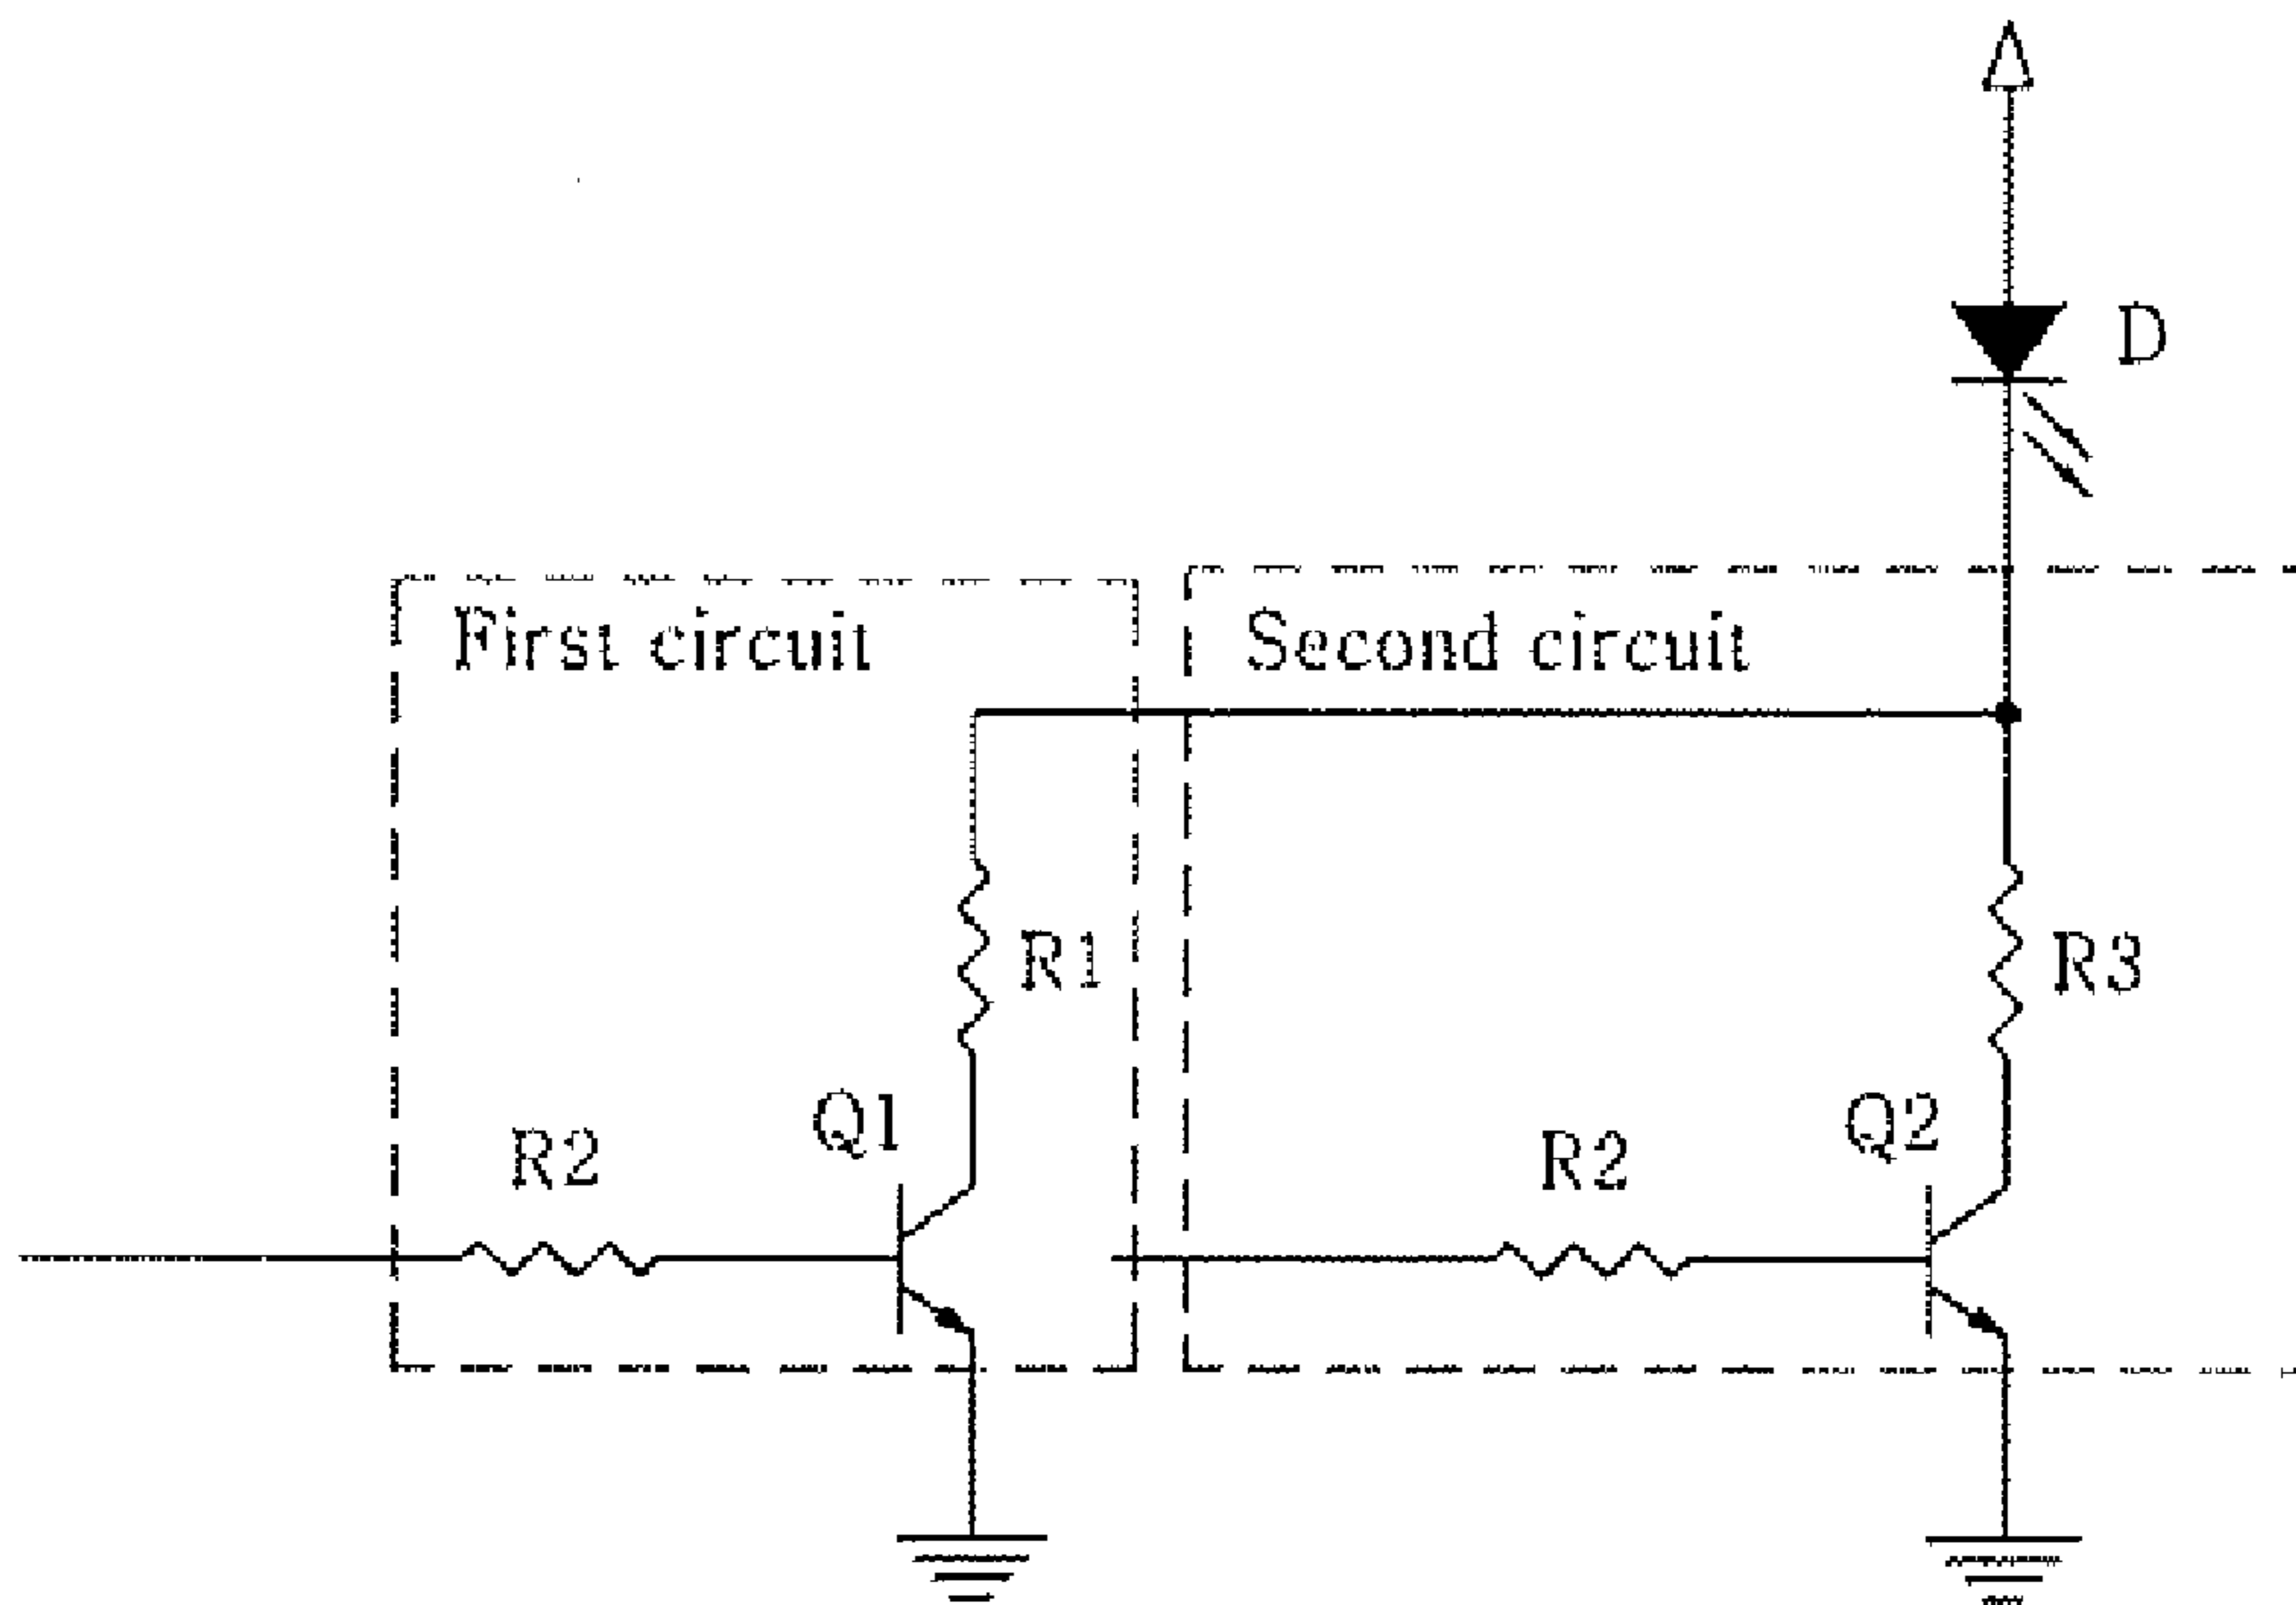 D
First circuit
Second circuit
R1
R3
Q1
Q2
R2
R2